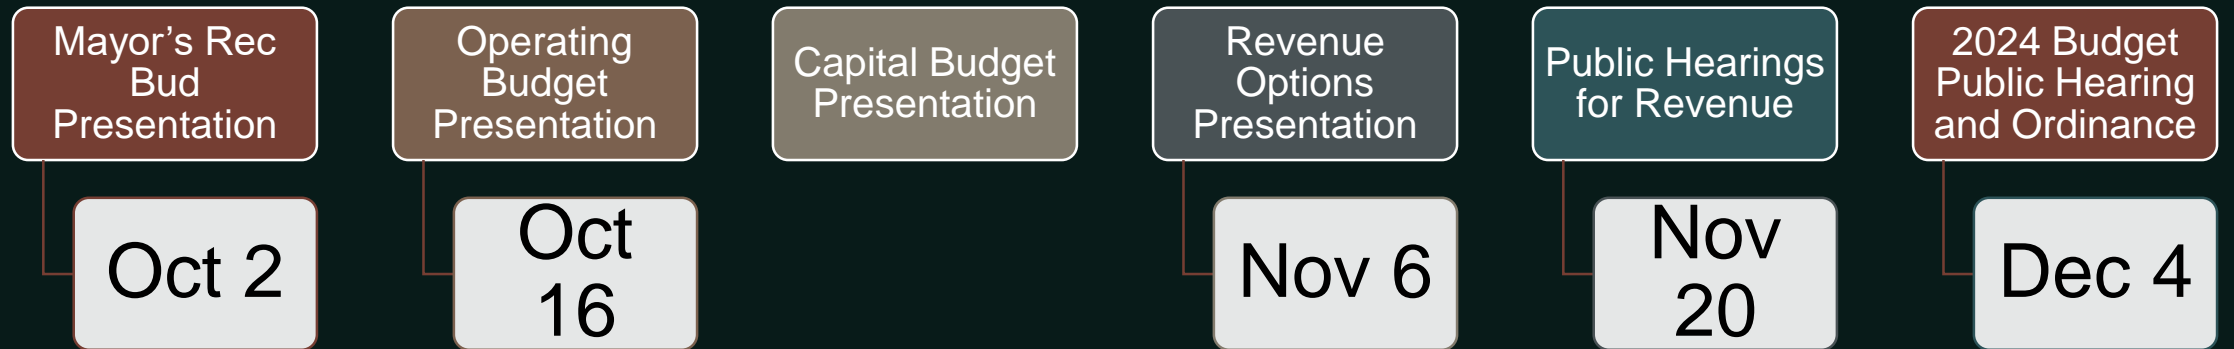 Mayor’s Rec
Bud
Presentation
Oct 2
Operating
Budget
Presentation
Oct
16
Capital Budget
Presentation
Revenue
Options
Presentation
Nov 6
Public Hearings
for Revenue
Nov
20
2024 Budget
Public Hearing
and Ordinance
Dec 4